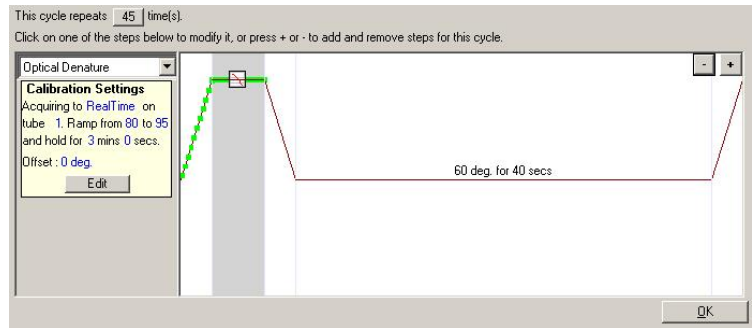 This cycle repeats 45 time(s).
Click on one of the steps below to modify it, or press + or - to add and remove steps for this cycle.
Optical Denature
- +
Calibration Settings
Acquiring to RealTime on
tube 1. Ramp from 80 to 95
and hold for 3 mins 0 secs.
Offset : 0 deg.
Edit
60 deg. for 40 secs
OK